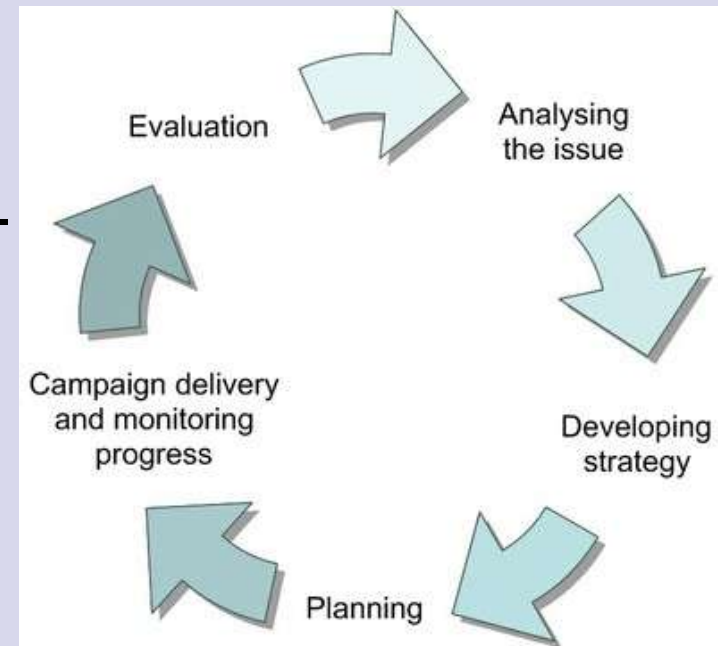 Evaluation
Analysing
the issue
Developing
strategy
Planning
Campaign delivery
and monitoring
progress